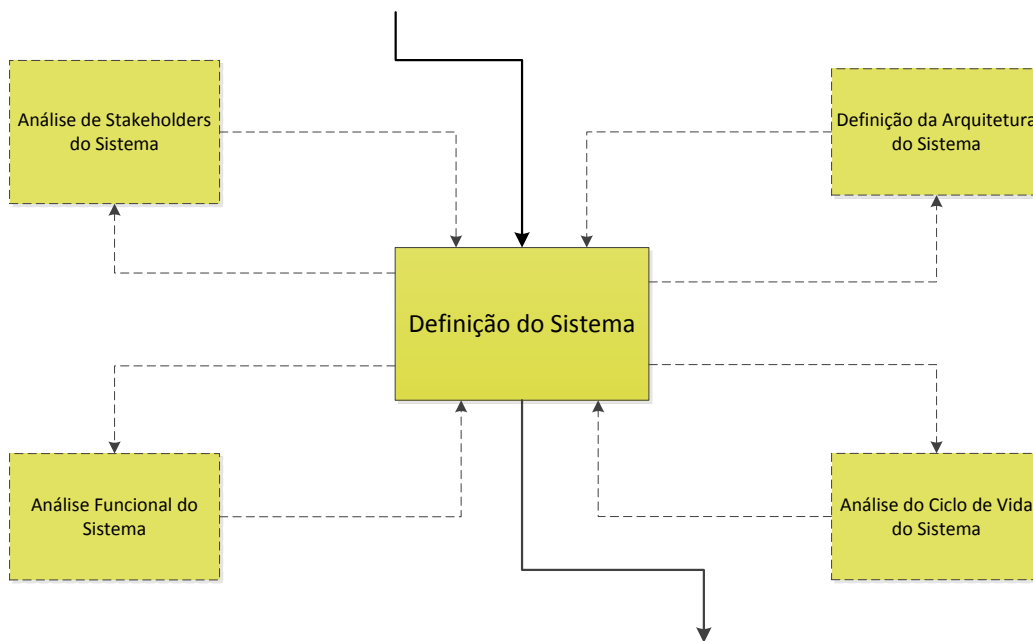 Análise de Stakeholders
do Sistema
Definição da Arquitetura
do Sistema
Definição do Sistema
Análise Funcional do
Sistema
Análise do Ciclo de Vida
do Sistema